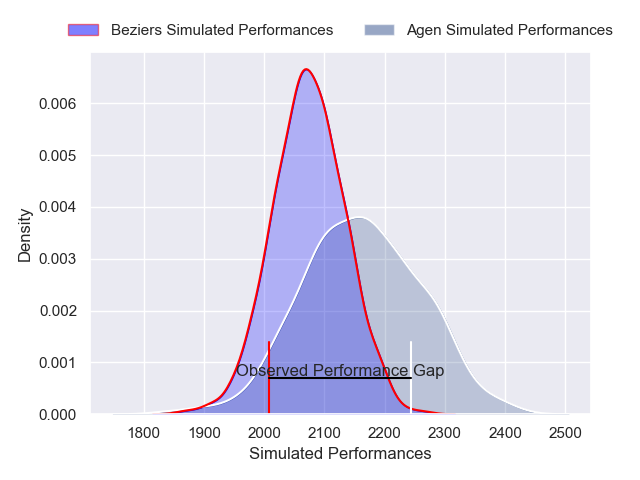 Beziers Simulated Performances
Agen Simulated Performances
0.006
0.005
0.004
0.003
0.002
0.001
0.000
Density
Observed Performance Gap
1800 1900 2000 2100 2200 2300 2400 2500
Simulated Performances